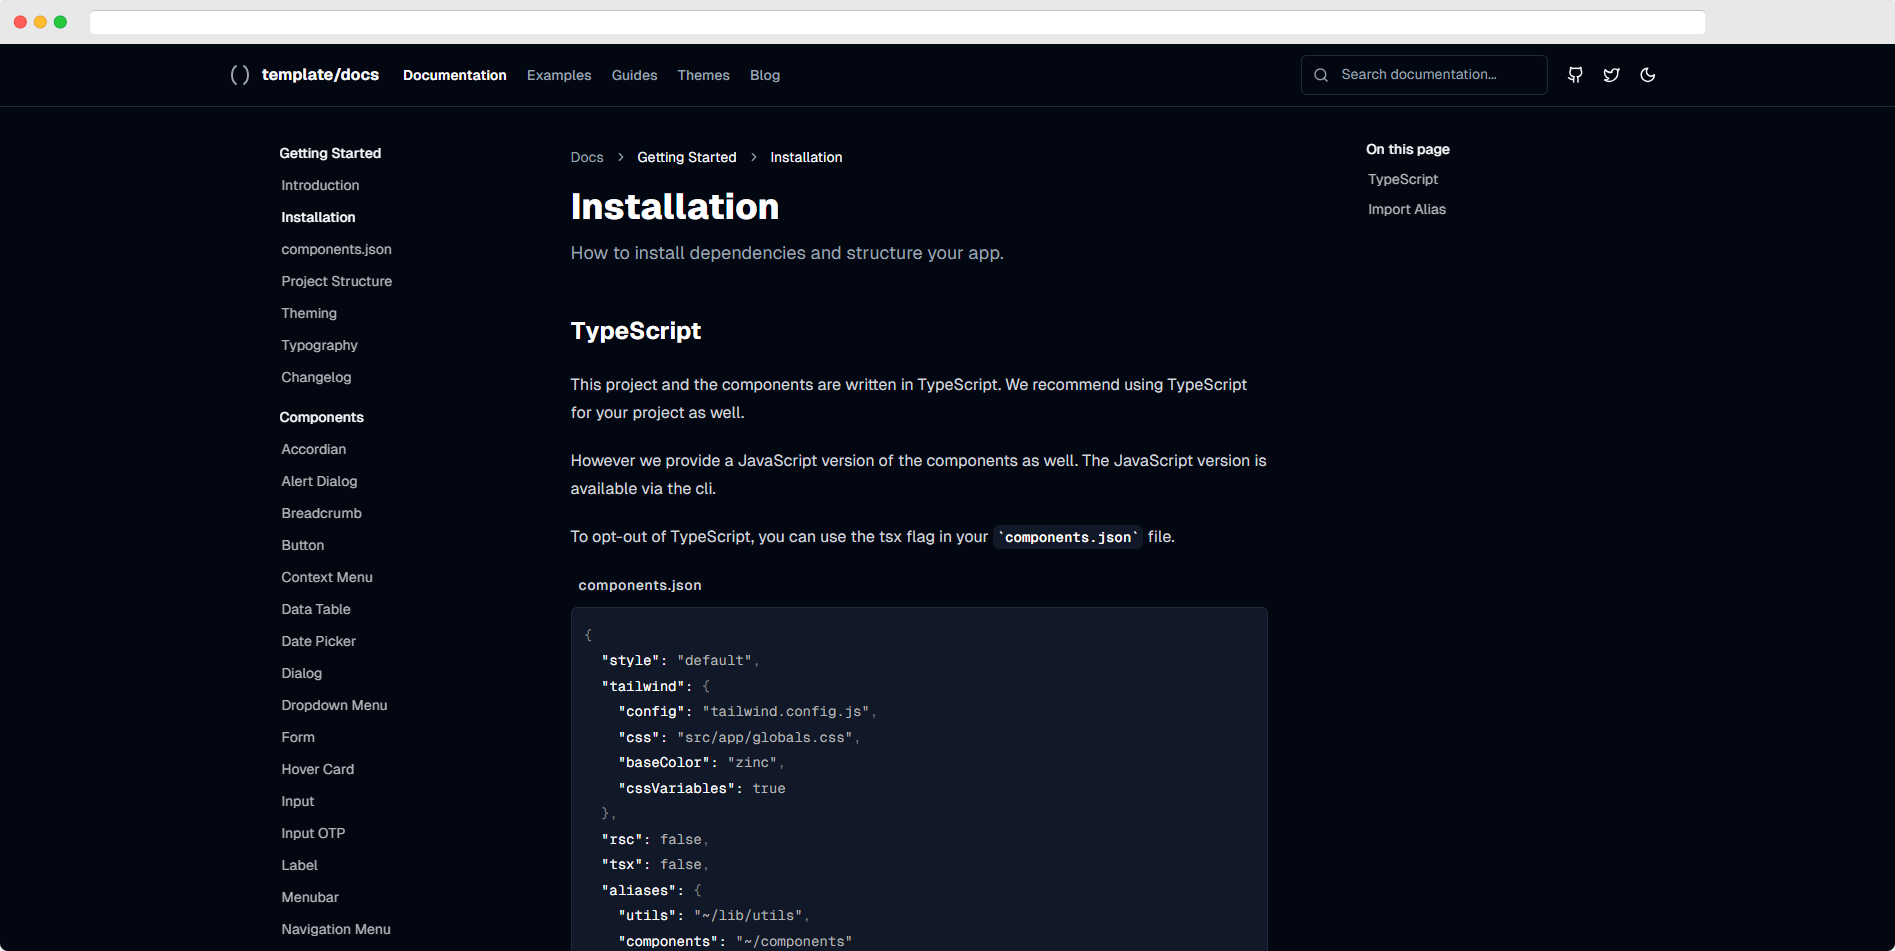 template/docs
Documentation
Examples
Guides
Themes
Blog
Search documentation...
Getting Started
Introduction
Installation
components.json
Project Structure
Theming
Typography
Changelog
Components
Accordian
Alert Dialog
Breadcrumb
Button
Context Menu
Data Table
Date Picker
Dialog
Dropdown Menu
Form
Hover Card
Input
Input OTP
Label
Menubar
Navigation Menu
Docs > Getting Started > Installation
Installation
How to install dependencies and structure your app.
TypeScript
This project and the components are written in TypeScript. We recommend using TypeScript
for your project as well.
However we provide a JavaScript version of the components as well. The JavaScript version is
available via the cli.
To opt-out of TypeScript, you can use the tsx flag in your `components.json` file.
components.json
{
"style": "default",
"tailwind": {
"config": "tailwind.config.js",
"css": "src/app/globals.css",
"baseColor": "zinc",
"cssVariables": true
},
"rsc": false,
"tsx": false,
"aliases": {
"utils": "~/lib/utils",
"components": "~/components"
On this page
TypeScript
Import Alias